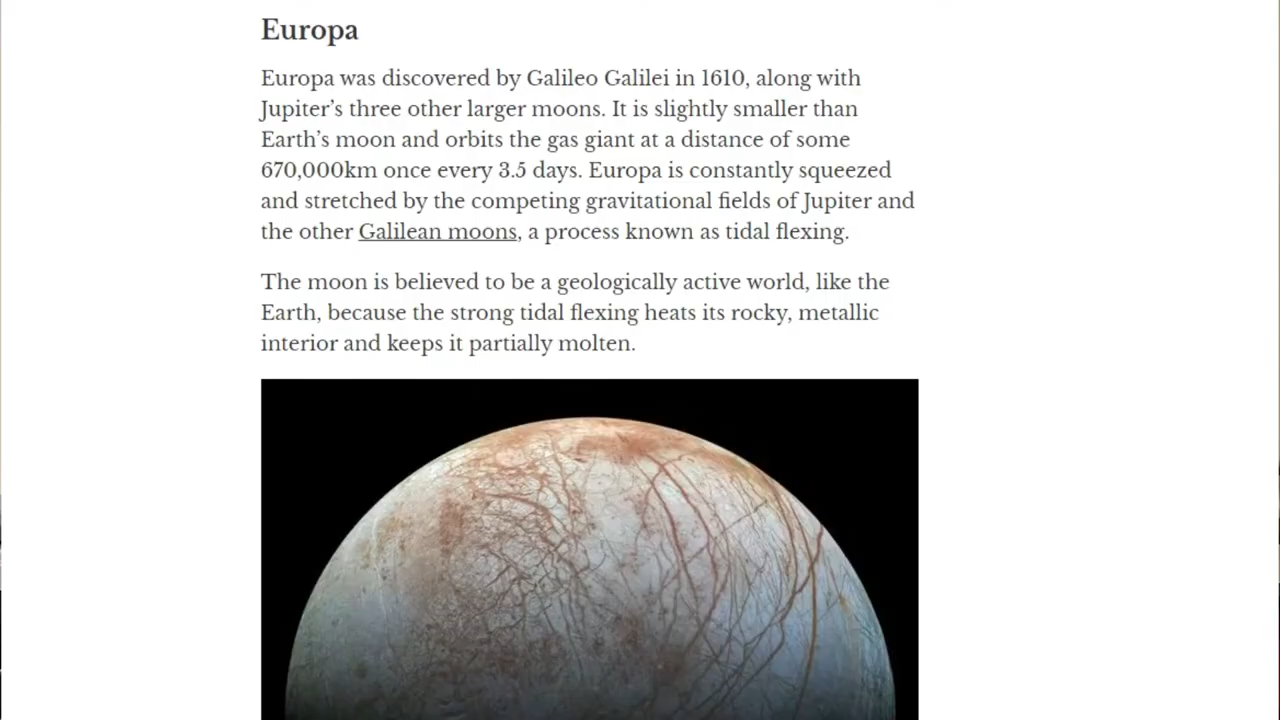 Europa
Europa was discovered by Galileo Galilei in 1610, along with
Jupiter’s three other larger moons. It is slightly smaller than
Earth’s moon and orbits the gas giant at a distance of some
670,000km once every 3.5 days. Europa is constantly squeezed
and stretched by the competing gravitational fields of Jupiter and
the other Galilean moons, a process known as tidal flexing.
The moon is believed to be a geologically active world, like the
Earth, because the strong tidal flexing heats its rocky, metallic
interior and keeps it partially molten.